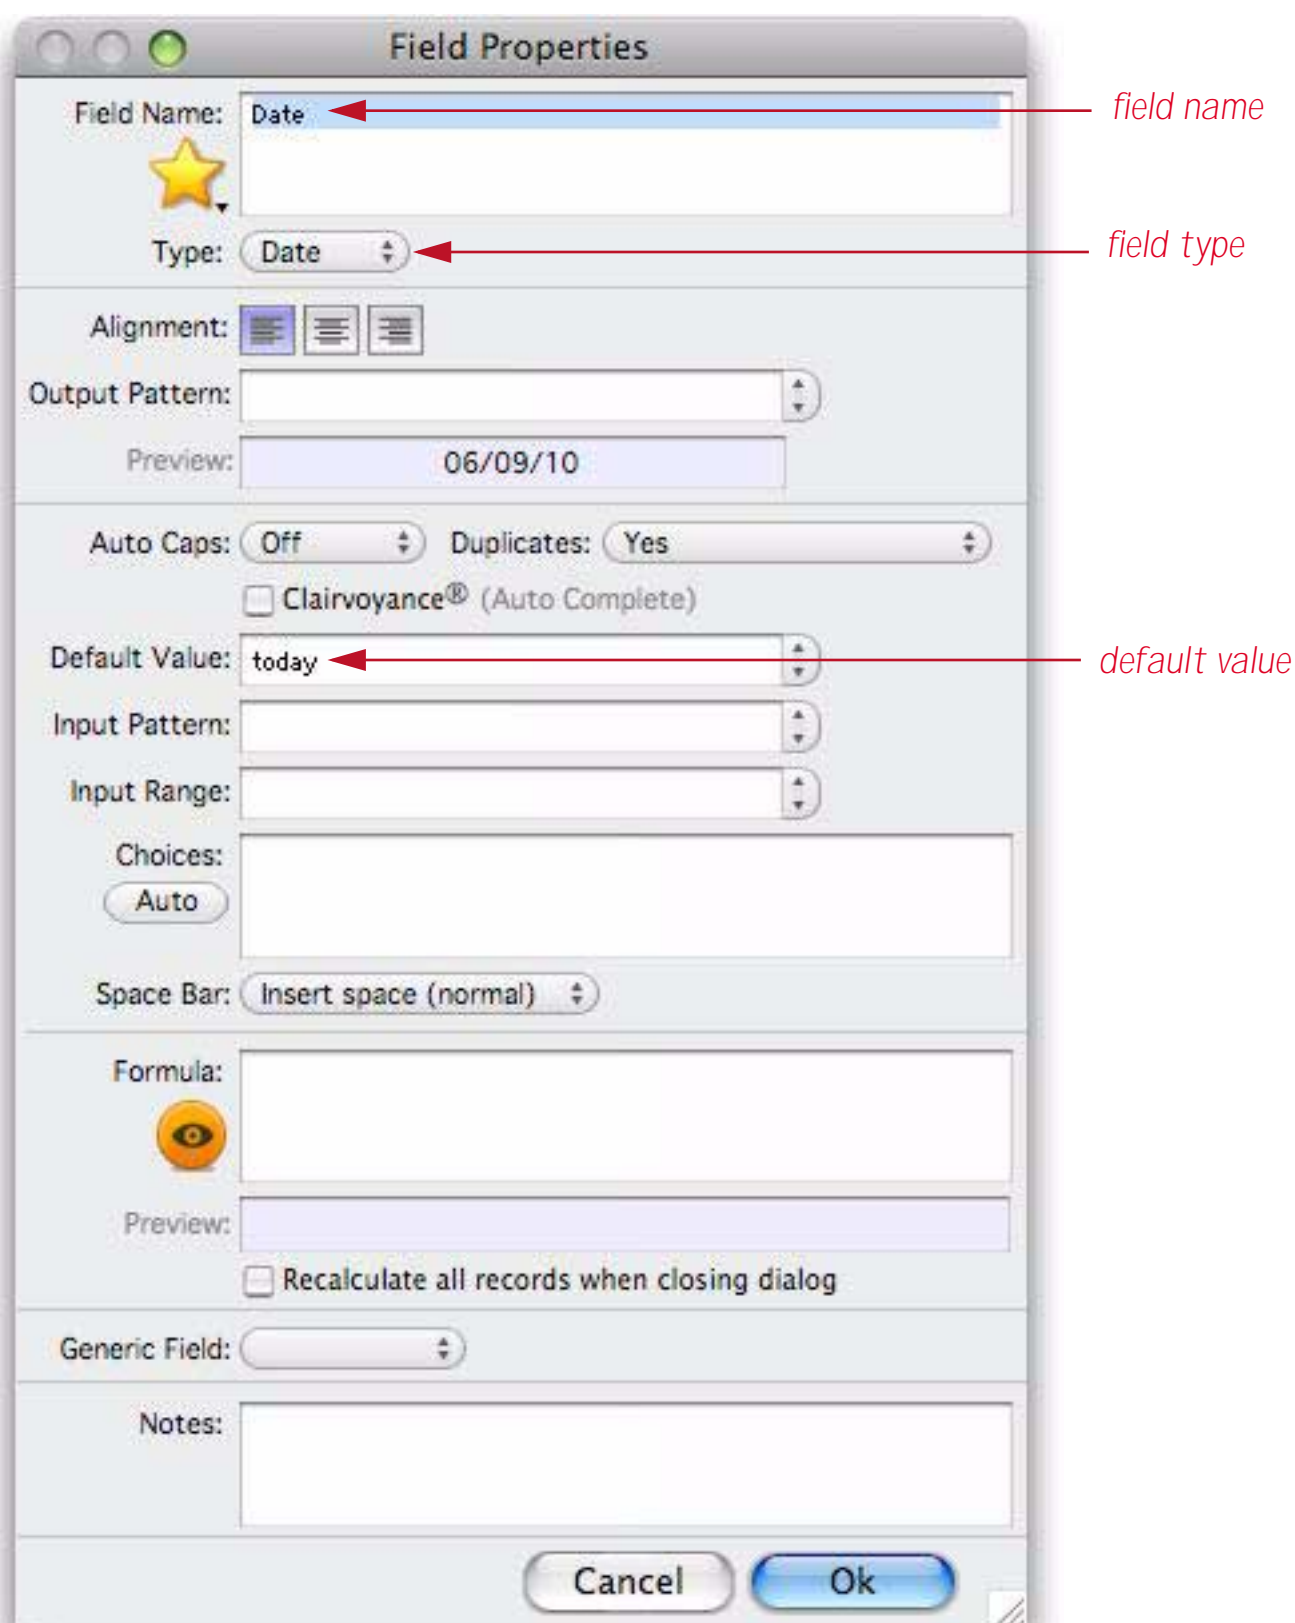 Field Properties
Field Name: Date field name
Type: Date field type
Alignment:
Output Pattern:
Preview: 06/09/10
Auto Caps: Off Duplicates: Yes
Clairvoyance® (Auto Complete)
Default Value: today default value
Input Pattern:
Input Range:
Choices:
Auto
Space Bar: Insert space (normal)
Formula:
Preview:
Recalculate all records when closing dialog
Generic Field:
Notes:
Cancel Ok